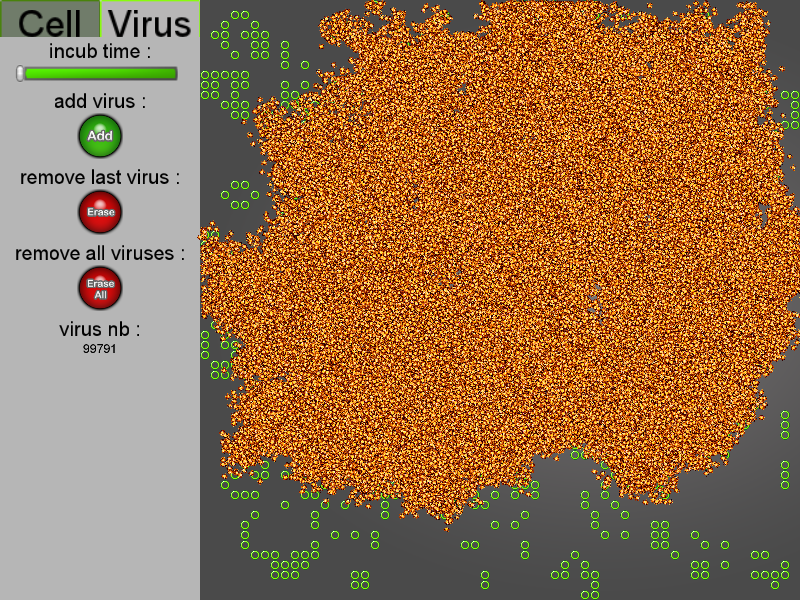 Cell Virus
incub time :
add virus :
Add
remove last virus :
Erase
remove all viruses :
Erase
All
virus nb :
99791